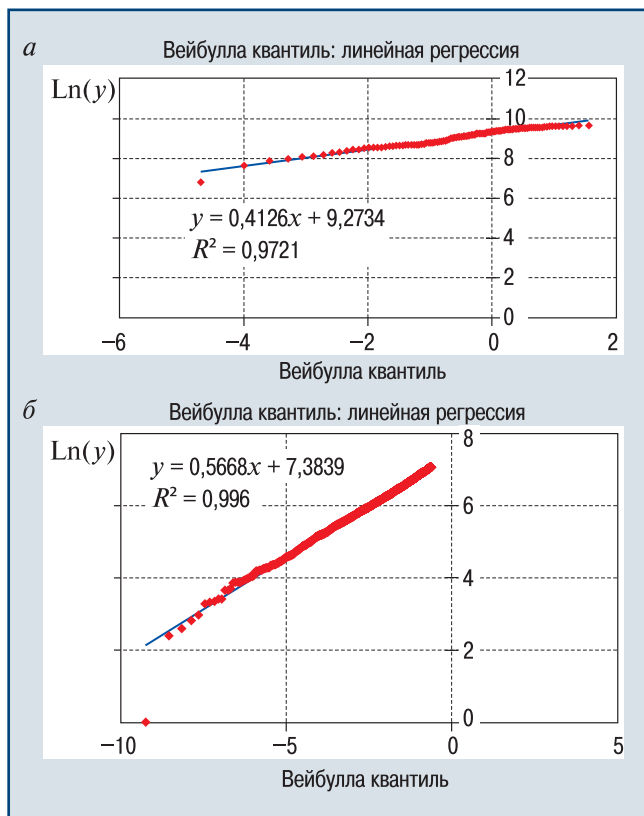 а
Вейбулла квантиль: линейная регрессия
Ln(y)
12
10
8
6
4
2
0
y = 0,4126x + 9,2734
R² = 0,9721
−6 −4 −2 0 2
Вейбулла квантиль
б
Вейбулла квантиль: линейная регрессия
Ln(y)
8
6
4
2
0
y = 0,5668x + 7,3839
R² = 0,996
−10 −5 0 5
Вейбулла квантиль